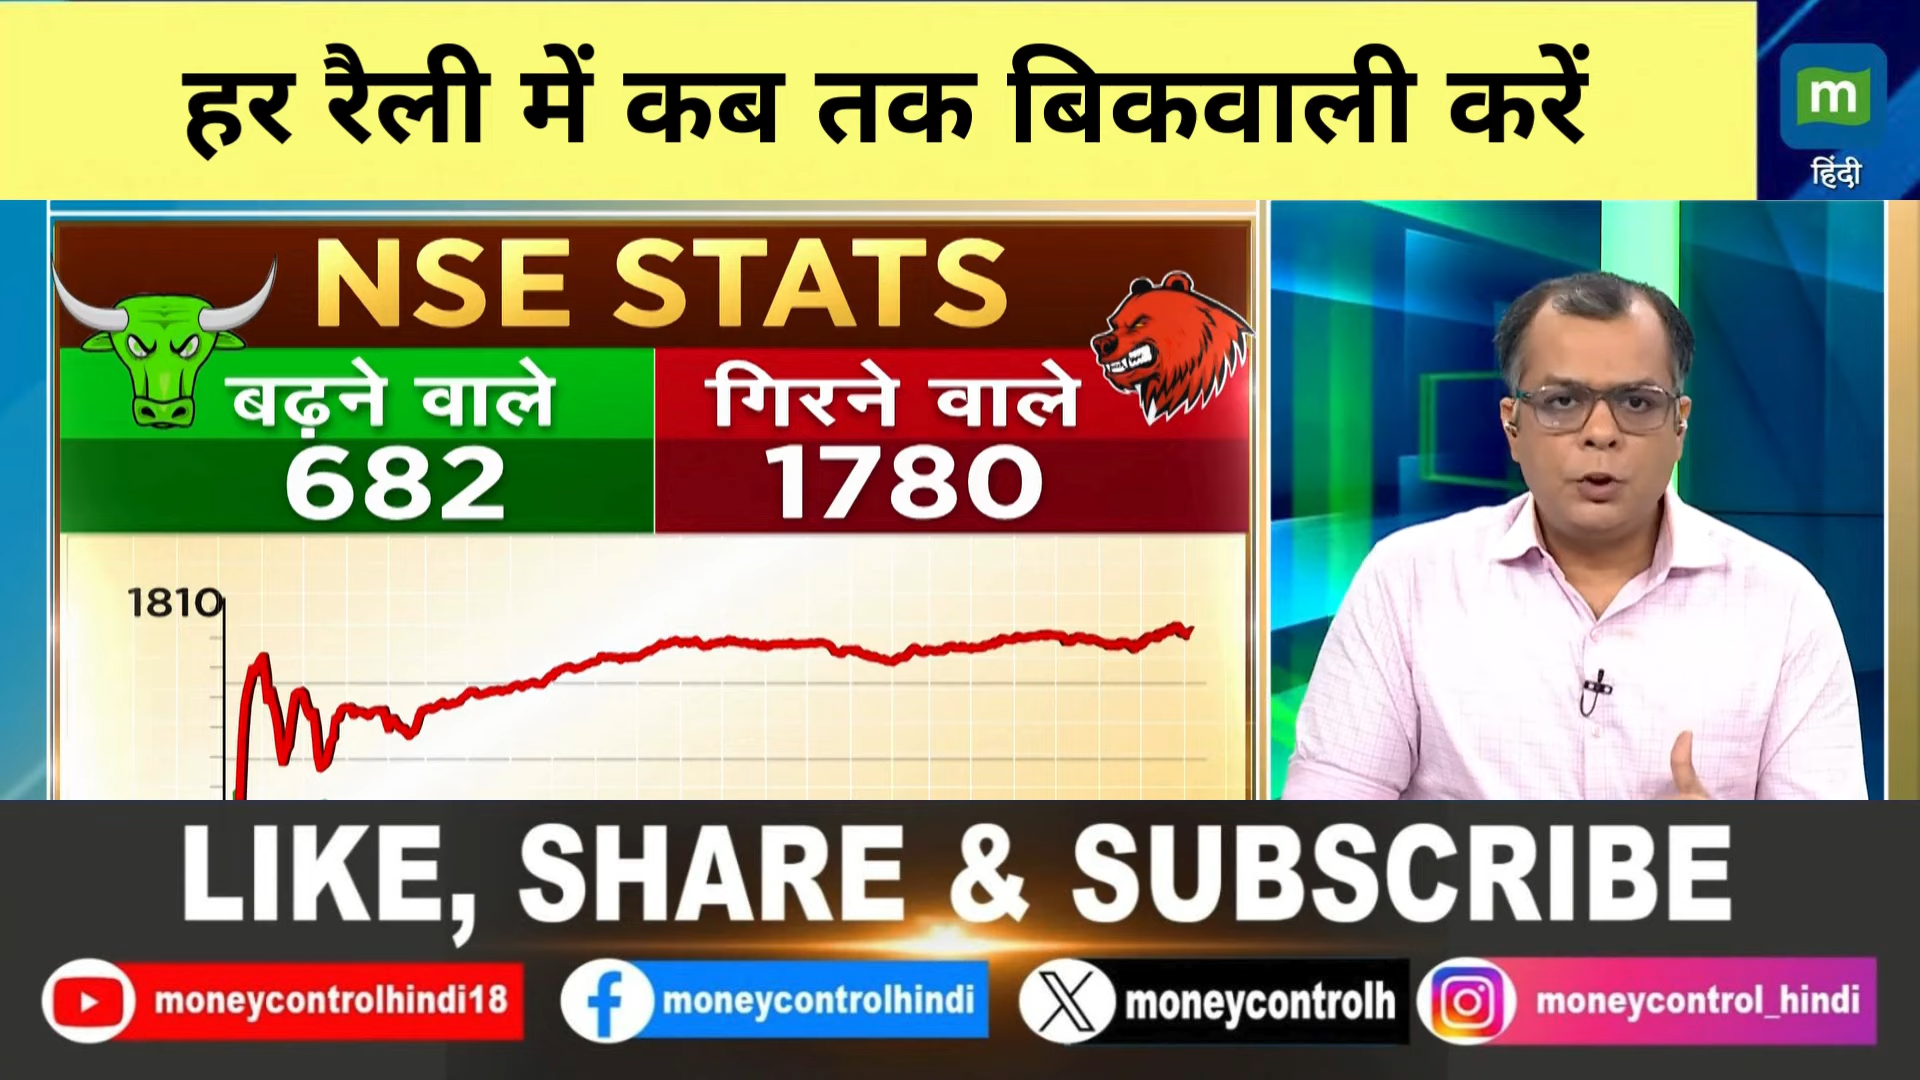 हर रैली में कब तक बिकवाली करें
m
हिंदी
NSE STATS
बढ़ने वाले
682
गिरने वाले
1780
1810
LIKE, SHARE & SUBSCRIBE
moneycontrolhindi18
moneycontrolhindi
moneycontrolh
moneycontrol_hindi